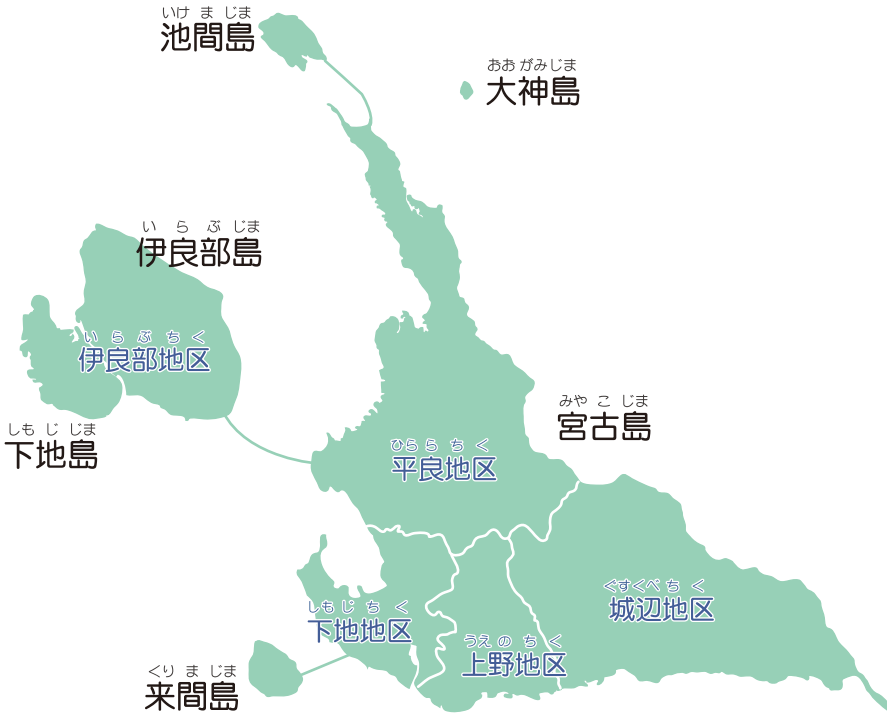 いけ ま じま
池間島
おお がみ じま
大神島
い ら ぶ じま
伊良部島
い ら ぶ ち く
伊良部地区
しも じ じま
下地島
みや こ じま
宮古島
ひら ら ち く
平良地区
ぐすくべ ち く
城辺地区
しも じ ち く
下地地区
うえ の ち く
上野地区
くり ま じま
来間島